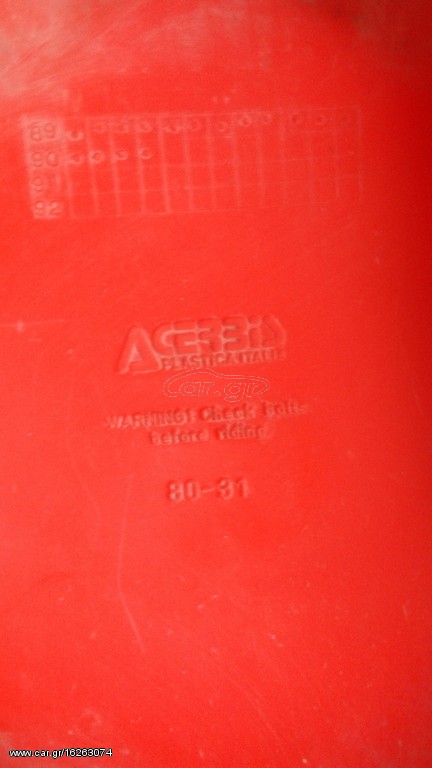 89
90
91
92
ACERBIS
PLASTICA ITALIA
car.gr
WARNING! Check bolts
before riding
80-31
www.car.gr/16263074